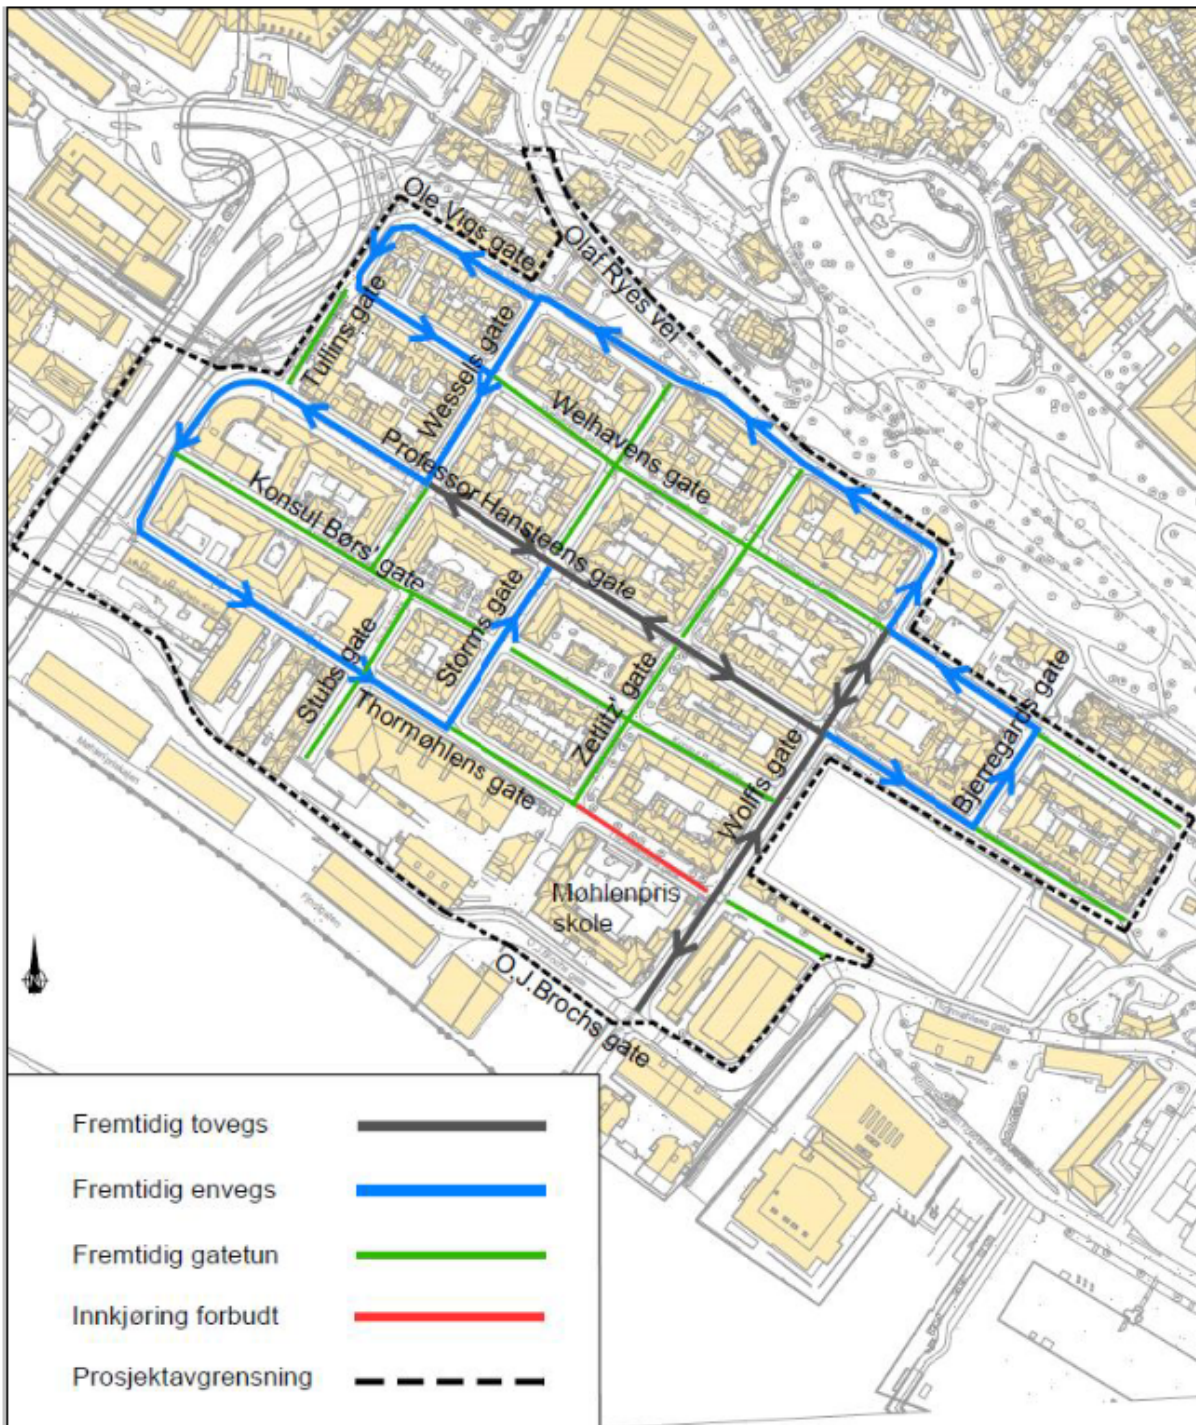 Ole Vigs gate
Olaf Ryes vei
Tullins gate
Wessels gate
Welhavens gate
Professor Hansteens gate
Konsul Børs' gate
Storms gate
Stubs gate
Thormøhlens gate
Zetlitz' gate
Wolffs gate
Bjerregårds gate
Møhlenpris
skole
O.J.Brochs gate
N
Fremtidig tovegs
Fremtidig envegs
Fremtidig gatetun
Innkjøring forbudt
Prosjektavgrensning